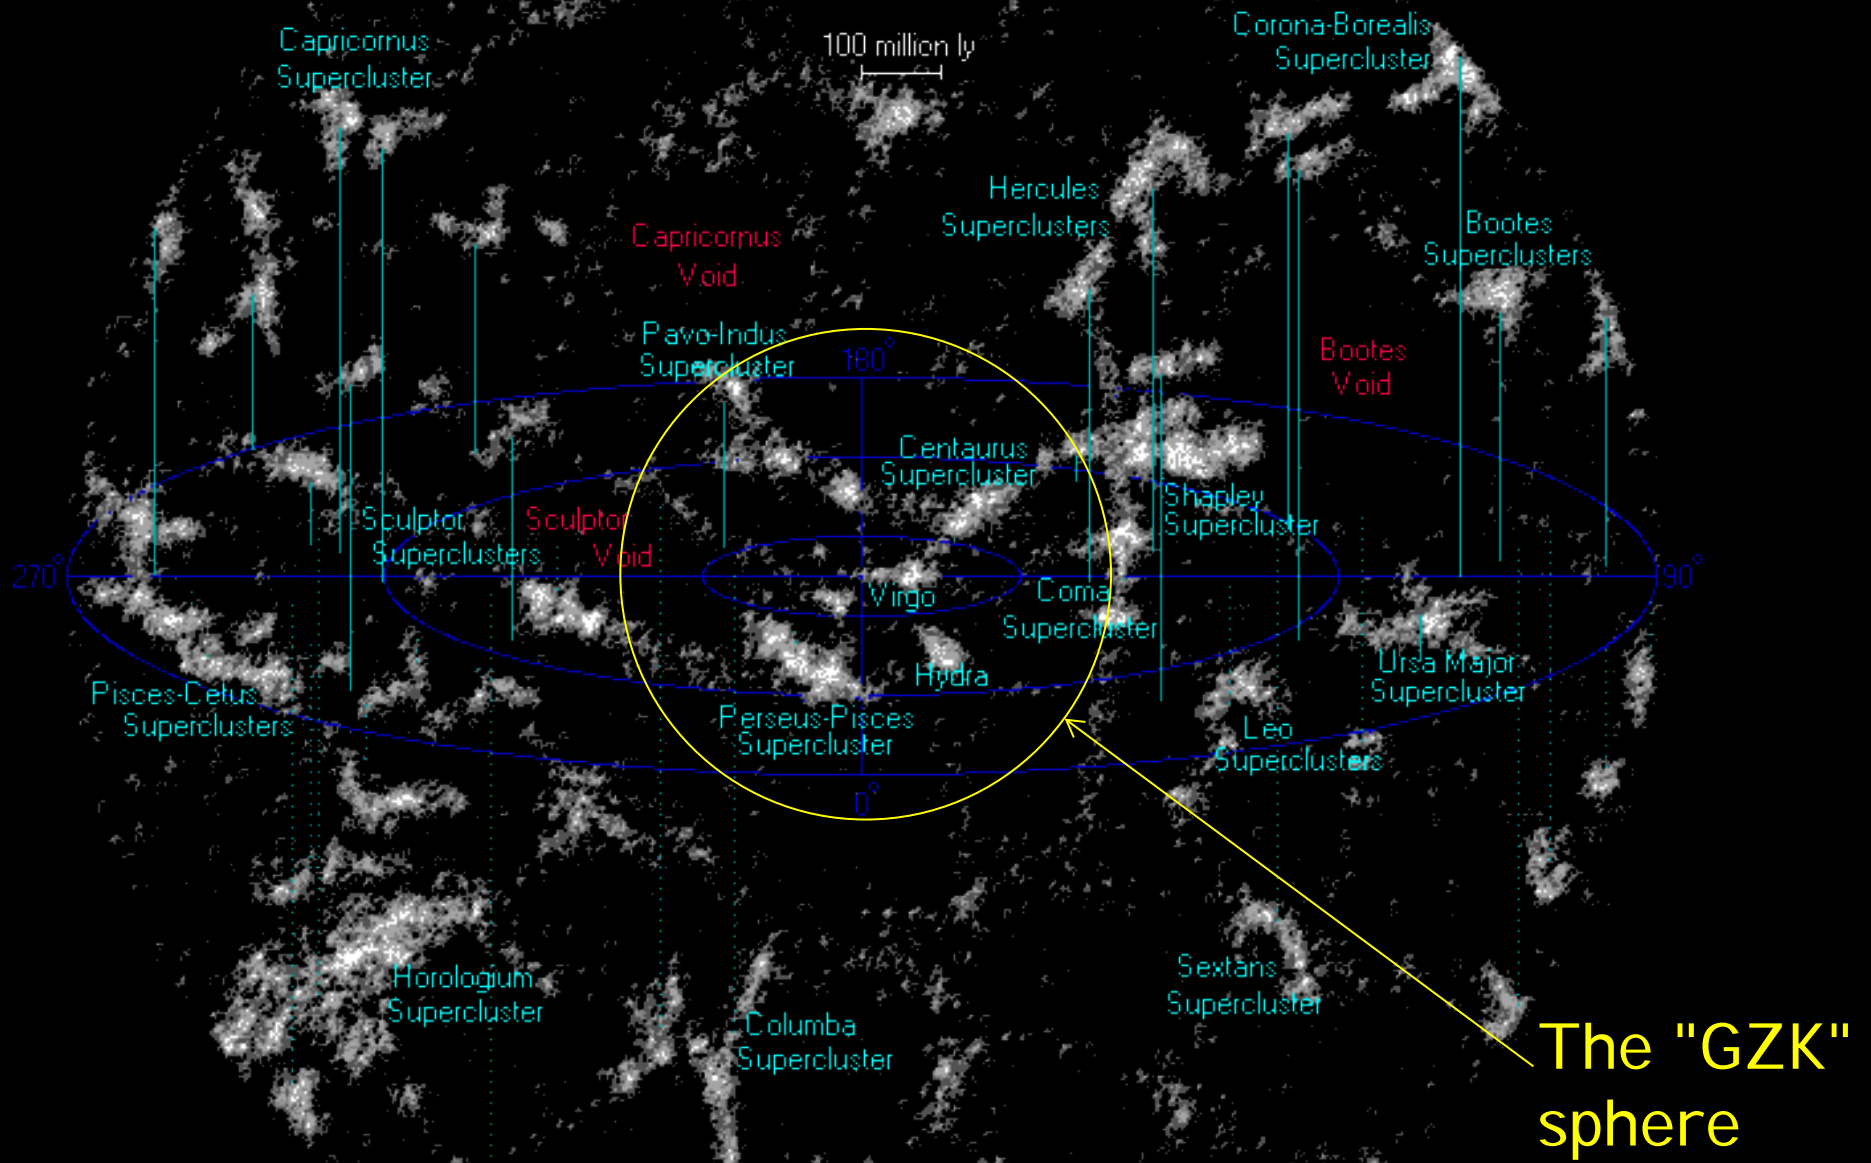 Capricornus
Supercluster
100 million ly
Corona-Borealis
Supercluster
Hercules
Superclusters
Bootes
Superclusters
Capricornus
Void
Pavo-Indus
Supercluster
180°
Bootes
Void
Centaurus
Supercluster
Sculptor
Superclusters
Sculptor
Void
Shapley
Supercluster
270°
90°
Virgo
Coma
Supercluster
Hydra
Ursa Major
Supercluster
Pisces-Cetus
Superclusters
Perseus-Pisces
Supercluster
Leo
Superclusters
0°
Horologium
Supercluster
Sextans
Supercluster
Columba
Supercluster
The "GZK"
sphere